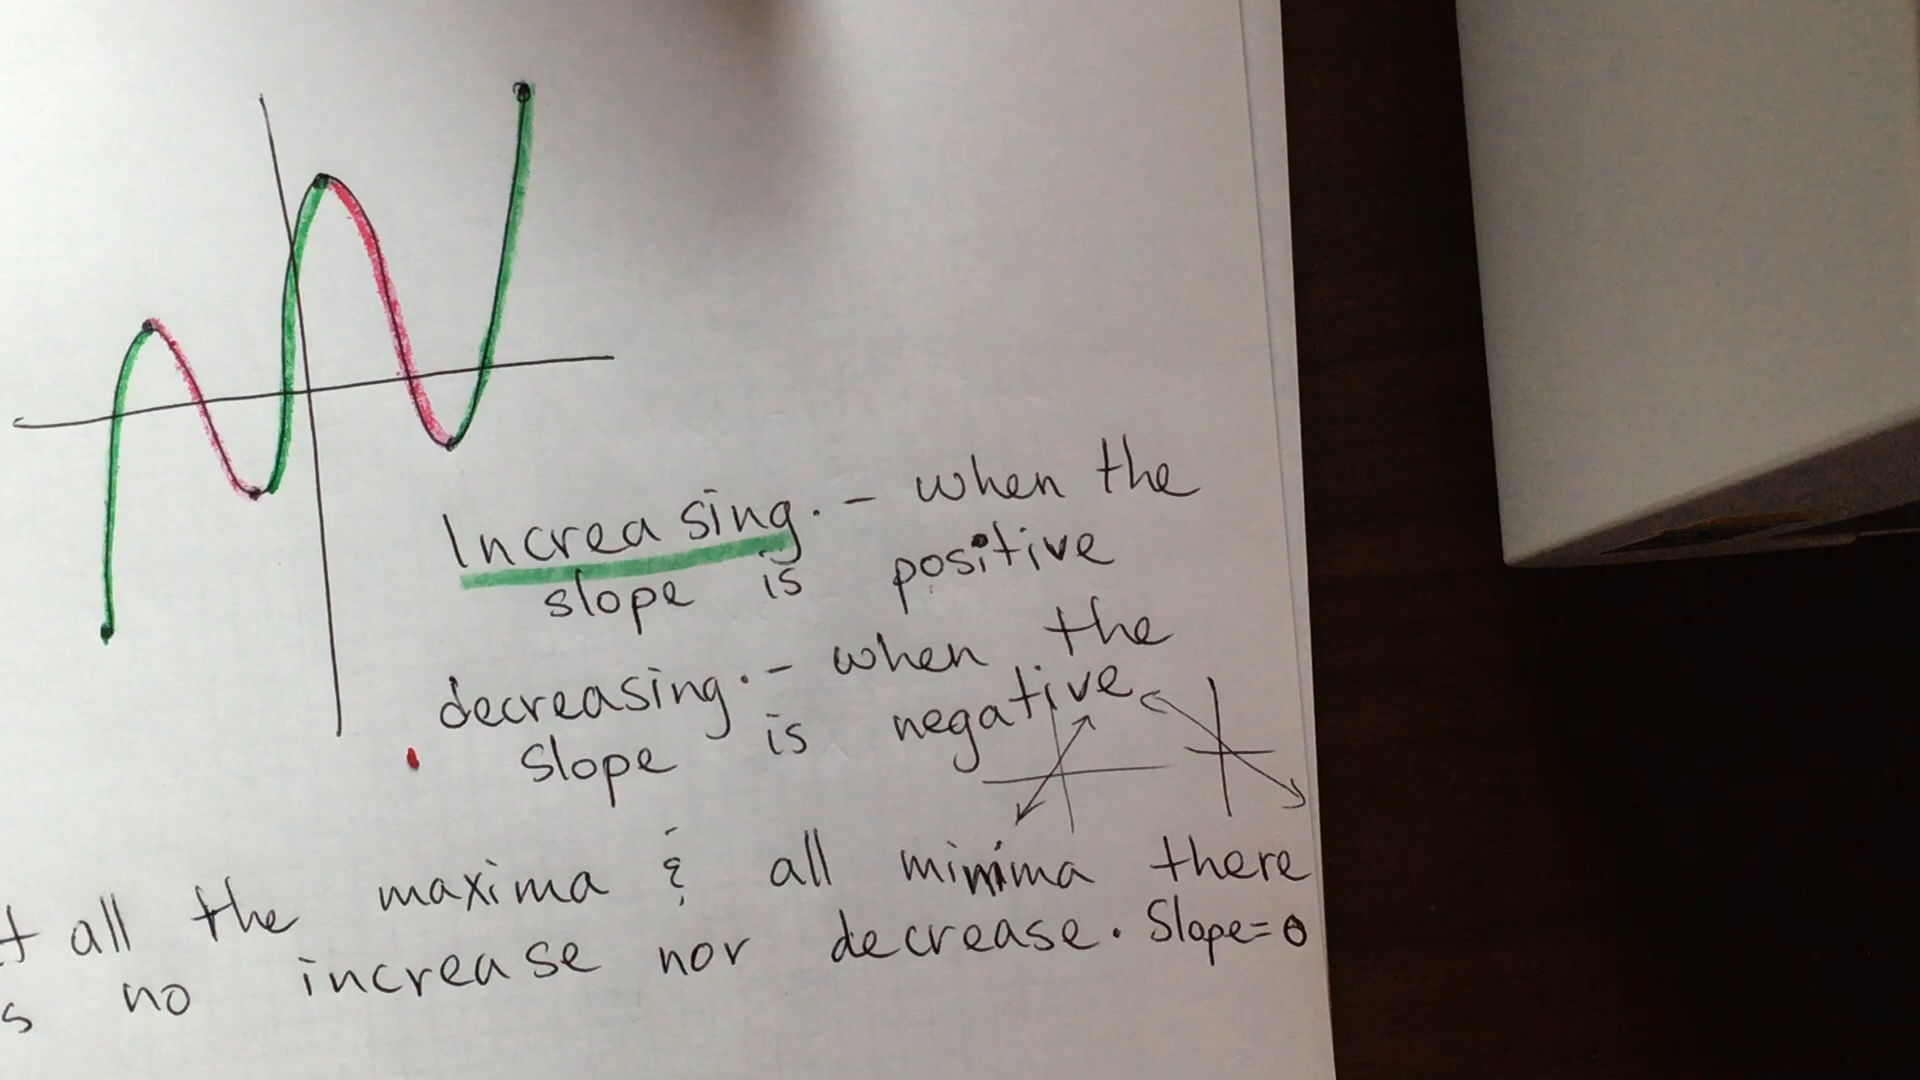 Increasing. - when the
slope is positive
decreasing. - when the
slope is negative
all the maxima & all minima there
no increase nor decrease. Slope=0